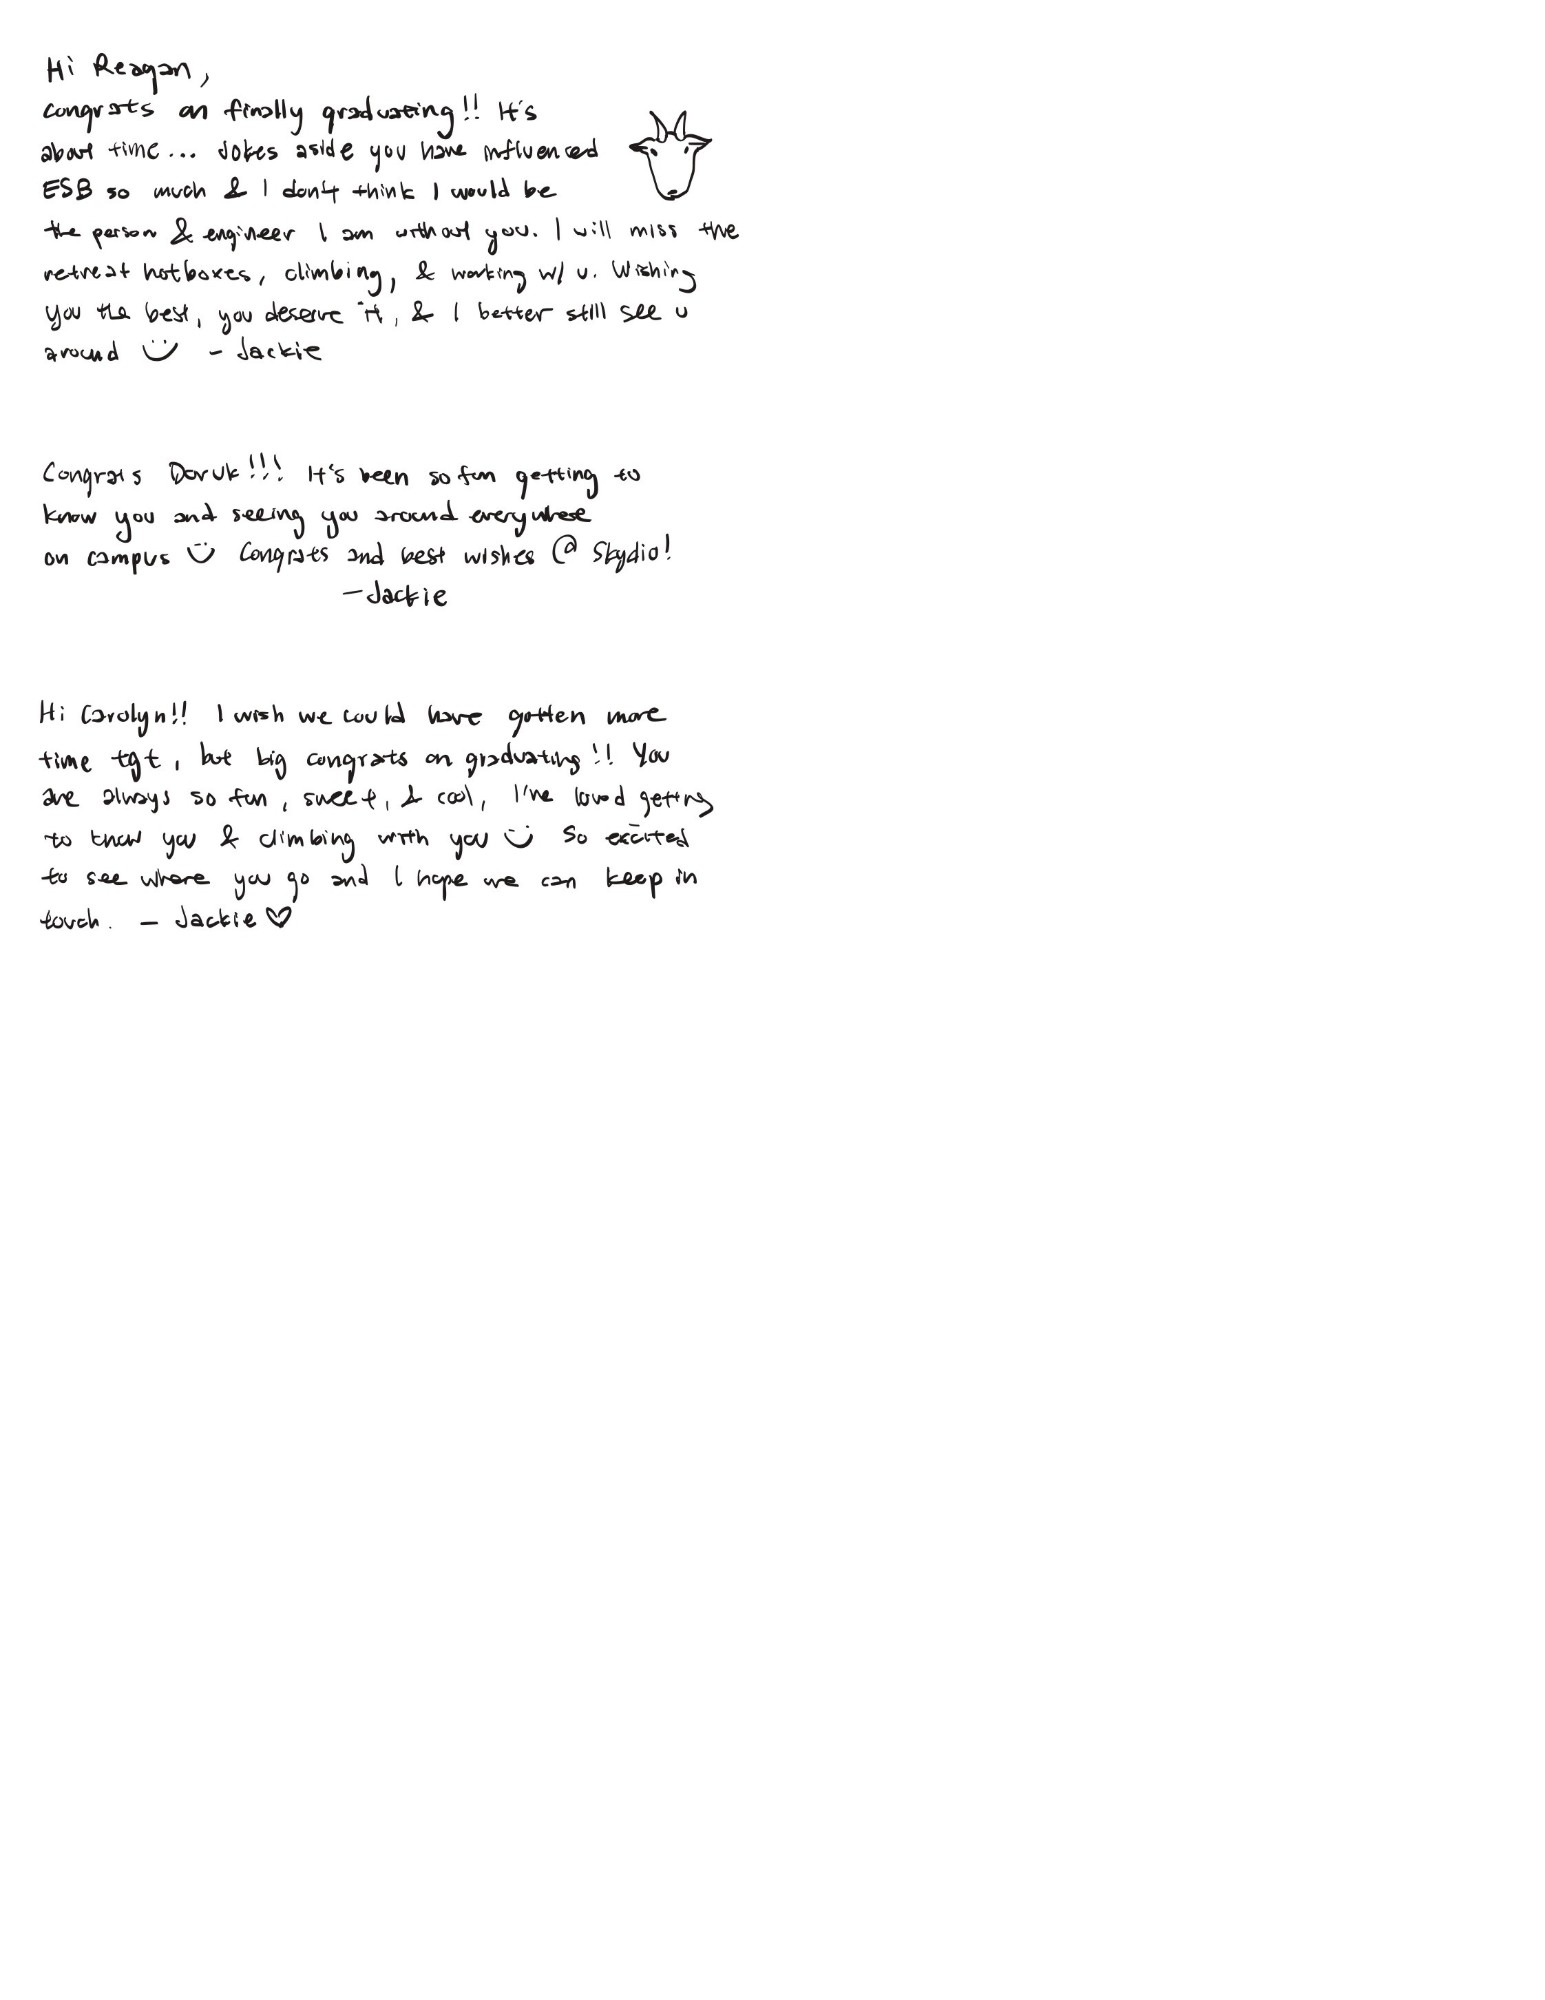 Hi Reagan,
congrats on finally graduating!! It's
about time... Jokes aside you have influenced
ESB so much & I don't think I would be
the person & engineer I am without you. I will miss the
retreat hotboxes, climbing, & working w/ u. Wishing
you the best, you deserve it, & I better still see u
around :) - Jackie
Congrats Doruk!!! It's been so fun getting to
know you and seeing you around everywhere
on campus :) Congrats and best wishes @ Skydio!
- Jackie
Hi Carolyn!! I wish we could have gotten more
time tgt, but big congrats on graduating!! You
are always so fun, sweet, & cool, I've loved getting
to know you & climbing with you :) So excited
to see where you go and I hope we can keep in
touch. - Jackie ♡